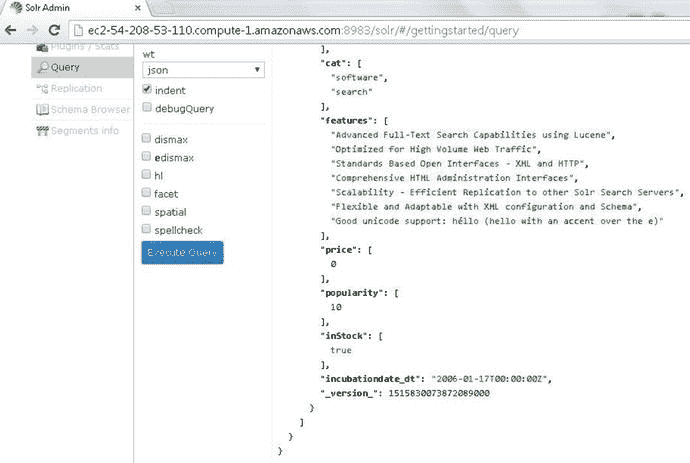 Solr Admin
ec2-54-208-53-110.compute-1.amazonaws.com:8983/solr/#/gettingstarted/query
Plugins / Stats
Query
Replication
Schema Browser
Segments info
wt
json
indent
debugQuery
dismax
edismax
hl
facet
spatial
spellcheck
Execute Query
],
"cat": [
"software",
"search"
],
"features": [
"Advanced Full-Text Search Capabilities using Lucene",
"Optimized for High Volume Web Traffic",
"Standards Based Open Interfaces - XML and HTTP",
"Comprehensive HTML Administration Interfaces",
"Scalability - Efficient Replication to other Solr Search Servers",
"Flexible and Adaptable with XML configuration and Schema",
"Good unicode support: héllo (hello with an accent over the e)"
],
"price": [
0
],
"popularity": [
10
],
"inStock": [
true
],
"incubationdate_dt": "2006-01-17T00:00:00Z",
"_version_": 1515830073872089000
}
]
}
}